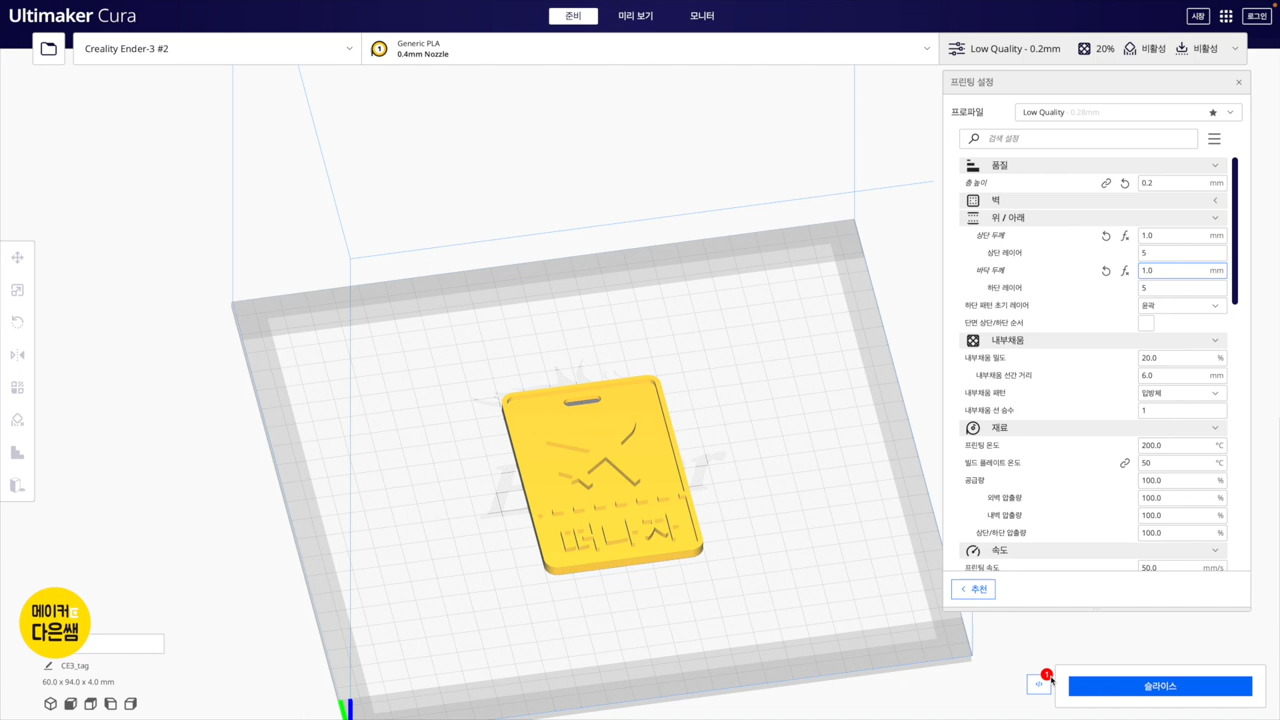 Ultimaker Cura
준비
미리 보기
모니터
시장
로그인
Creality Ender-3 #2
1
Generic PLA
0.4mm Nozzle
Low Quality - 0.2mm
20%
비활성
비활성
프린팅 설정
프로파일
Low Quality - 0.28mm
검색 설정
품질
층 높이 0.2 mm
벽
위 / 아래
상단 두께 1.0 mm
상단 레이어 5
바닥 두께 1.0 mm
하단 레이어 5
하단 패턴 초기 레이어 윤곽
단면 상단/하단 순서
내부채움
내부채움 밀도 20.0 %
내부채움 선간 거리 6.0 mm
내부채움 패턴 입방체
내부채움 선 승수 1
재료
프린팅 온도 200.0 °C
빌드 플레이트 온도 50 °C
공급량 100.0 %
외벽 압출량 100.0 %
내벽 압출량 100.0 %
상단/하단 압출량 100.0 %
속도
프린팅 속도 50.0 mm/s
추천
메이커
다은쌤
CE3_tag
60.0 x 94.0 x 4.0 mm
1
슬라이스